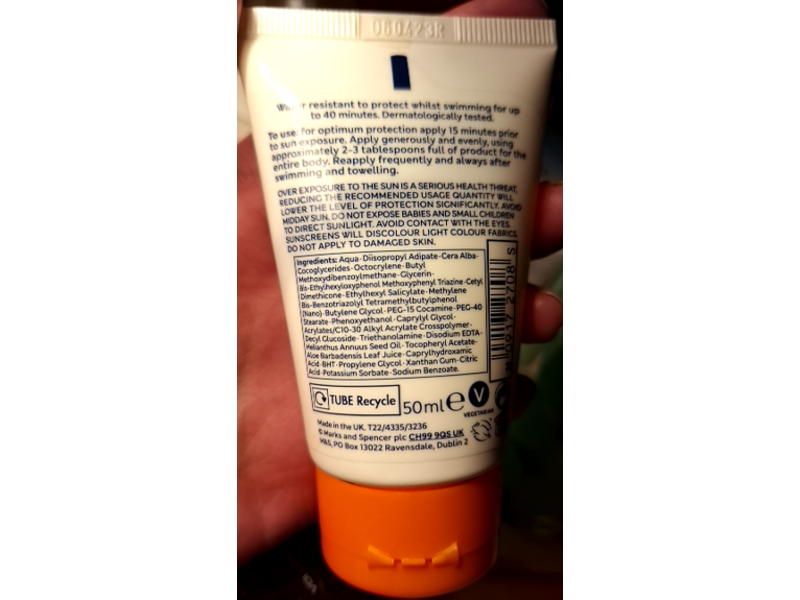 060423R
resistant to protect whilst swimming for up
to 40 minutes. Dermatologically tested.
To use: for optimum protection apply 15 minutes prior
to sun exposure. Apply generously and evenly, using
approximately 2-3 tablespoons full of product for the
entire body. Reapply frequently and always after
swimming and towelling.
OVER EXPOSURE TO THE SUN IS A SERIOUS HEALTH THREAT.
REDUCING THE RECOMMENDED USAGE QUANTITY WILL
LOWER THE LEVEL OF PROTECTION SIGNIFICANTLY. AVOID
MIDDAY SUN. DO NOT EXPOSE BABIES AND SMALL CHILDREN
TO DIRECT SUNLIGHT. AVOID CONTACT WITH THE EYES.
SUNSCREENS WILL DISCOLOUR LIGHT COLOUR FABRICS.
DO NOT APPLY TO DAMAGED SKIN.
Ingredients: Aqua·Diisopropyl Adipate·Cera Alba·
Cocoglycerides·Octocrylene·Butyl
Methoxydibenzoylmethane·Glycerin·
Bis-Ethylhexyloxyphenol Methoxyphenyl Triazine·Cetyl
Dimethicone·Ethylhexyl Salicylate·Methylene
Bis-Benzotriazolyl Tetramethylbutylphenol
(Nano)·Butylene Glycol·PEG-15 Cocamine·PEG-40
Stearate·Phenoxyethanol·Caprylyl Glycol·
Acrylates/C10-30 Alkyl Acrylate Crosspolymer·
Decyl Glucoside·Triethanolamine·Disodium EDTA·
Helianthus Annuus Seed Oil·Tocopheryl Acetate·
Aloe Barbadensis Leaf Juice·Caprylhydroxamic
Acid·BHT·Propylene Glycol·Xanthan Gum·Citric
Acid·Potassium Sorbate·Sodium Benzoate.
2708 5
TUBE Recycle
50ml e
V
VEGETARIAN
Made in the UK. T22/4335/3236
© Marks and Spencer plc CH99 9QS UK
M&S, PO Box 13022 Ravensdale, Dublin 2